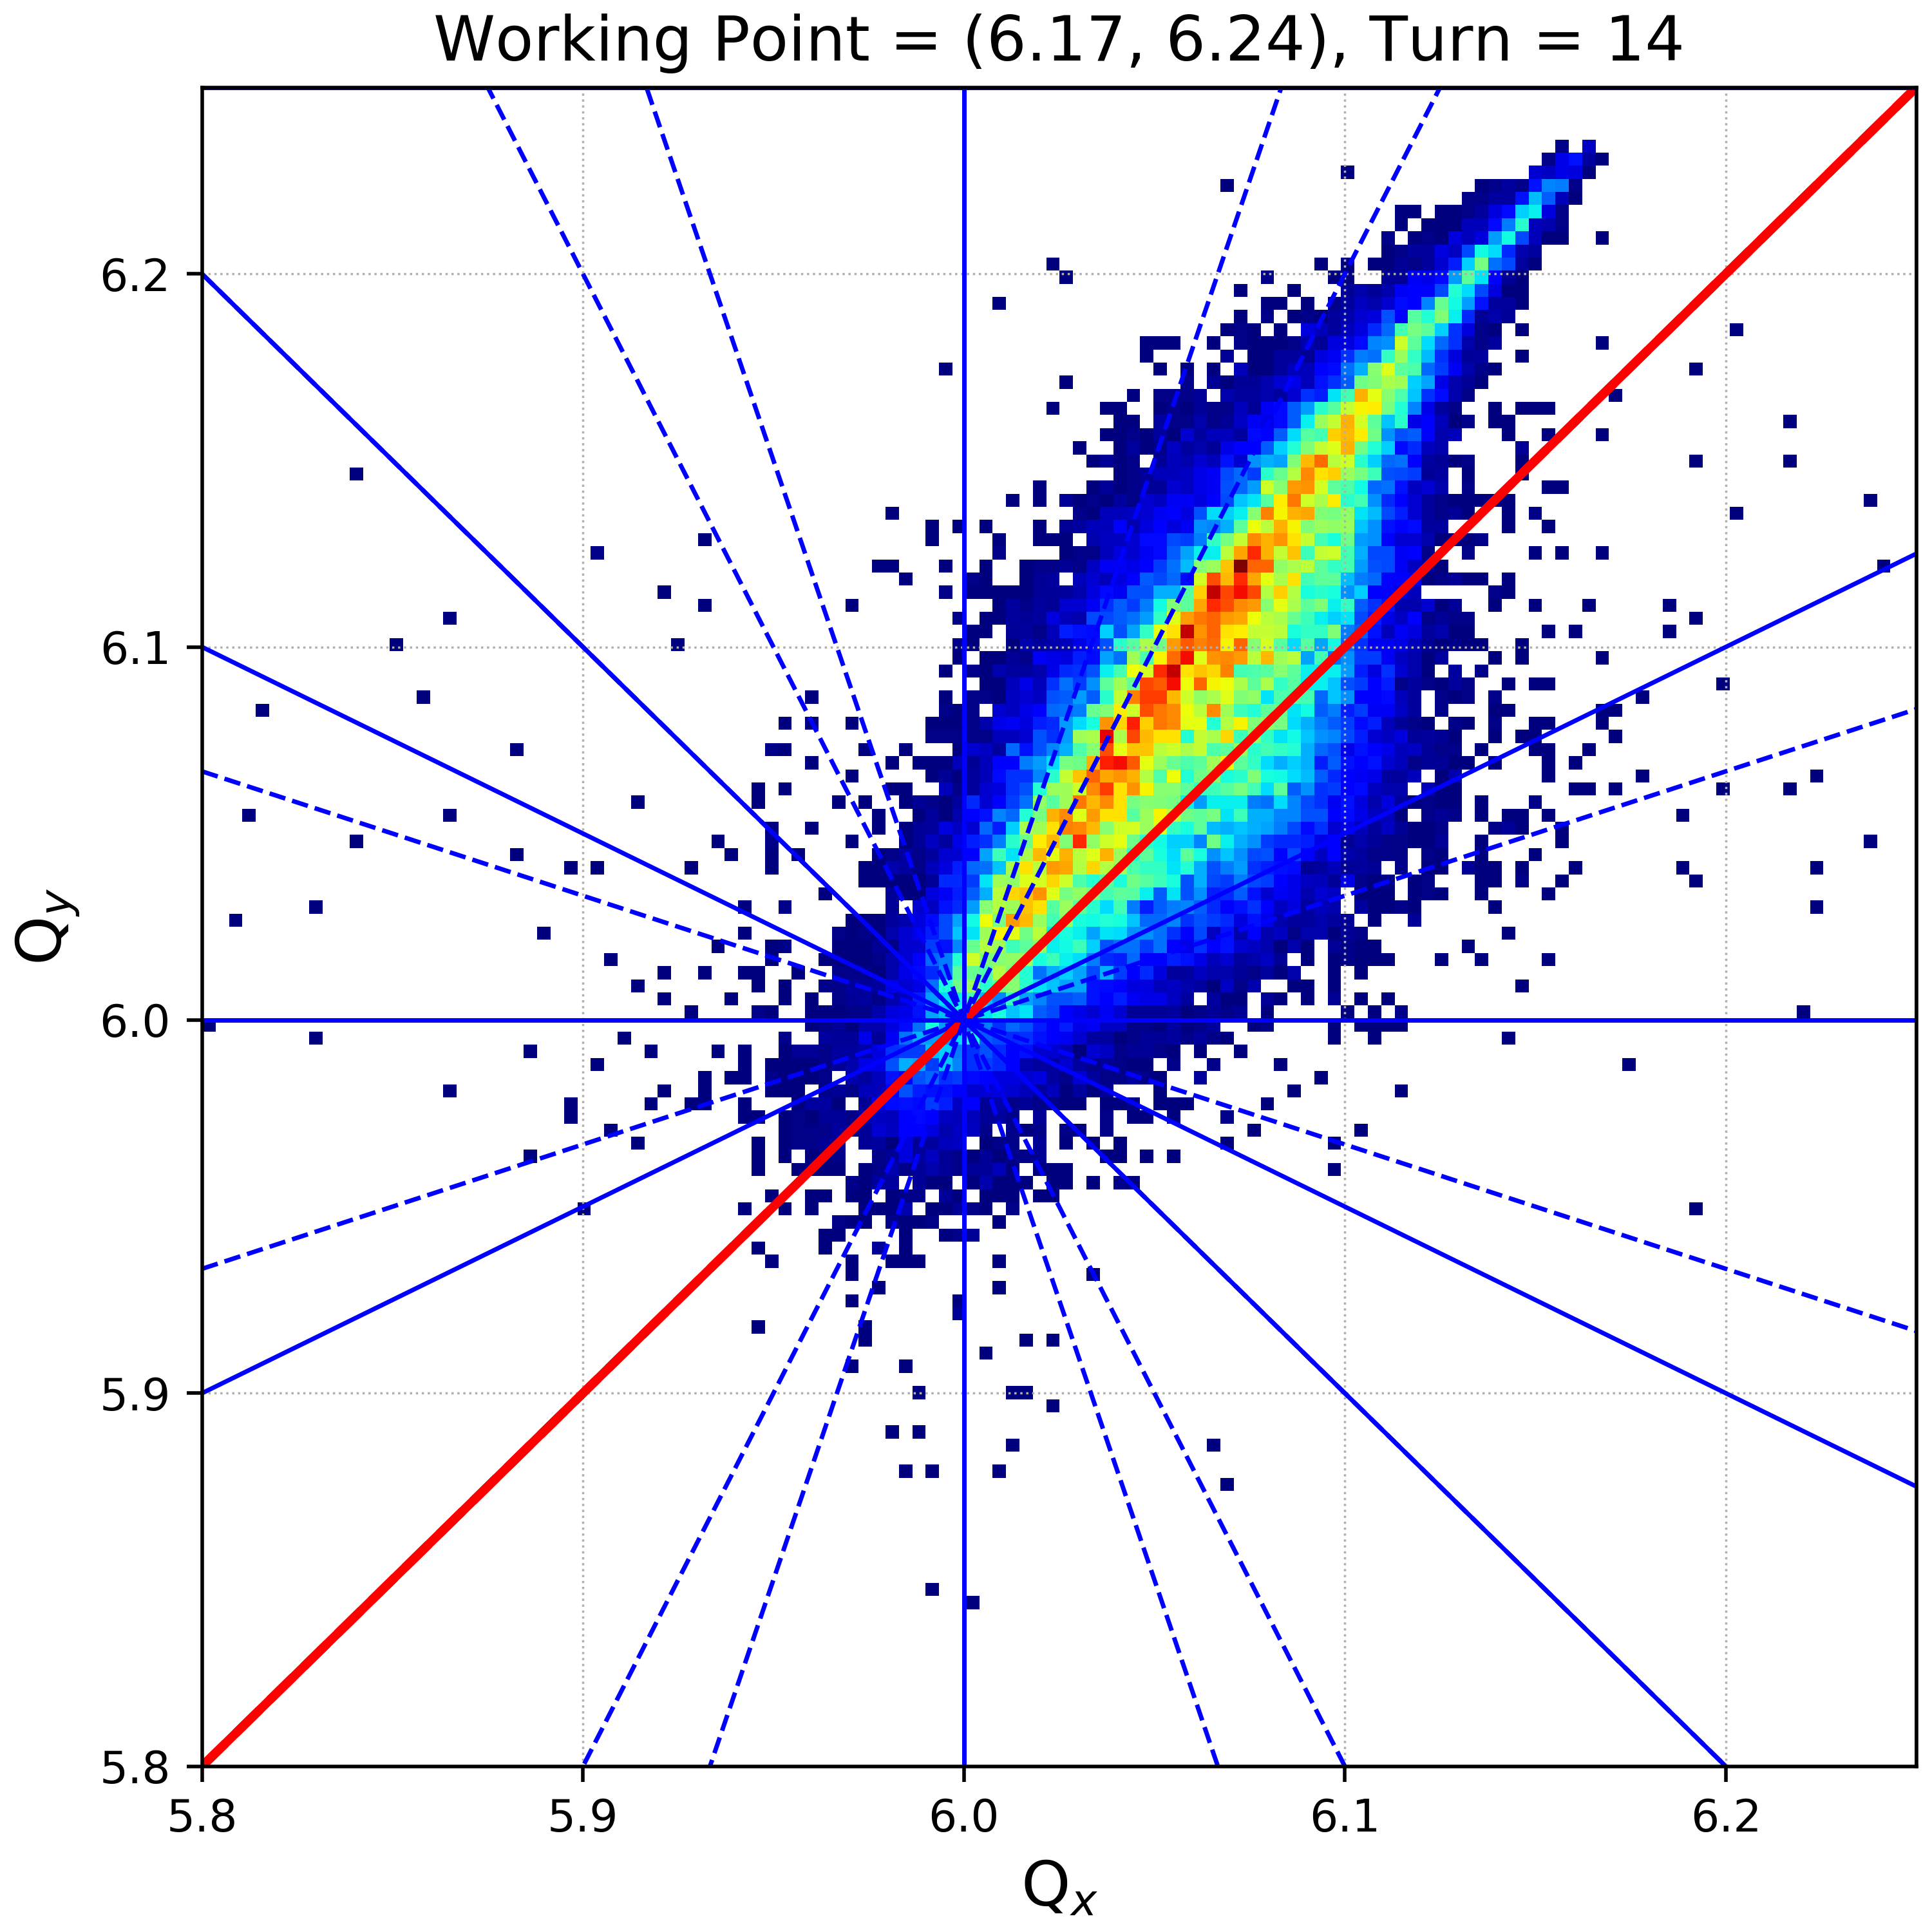 Working Point = (6.17, 6.24), Turn = 14
6.2
6.1
6.0
5.9
5.8
Qy
5.8 5.9 6.0 6.1 6.2
Qx